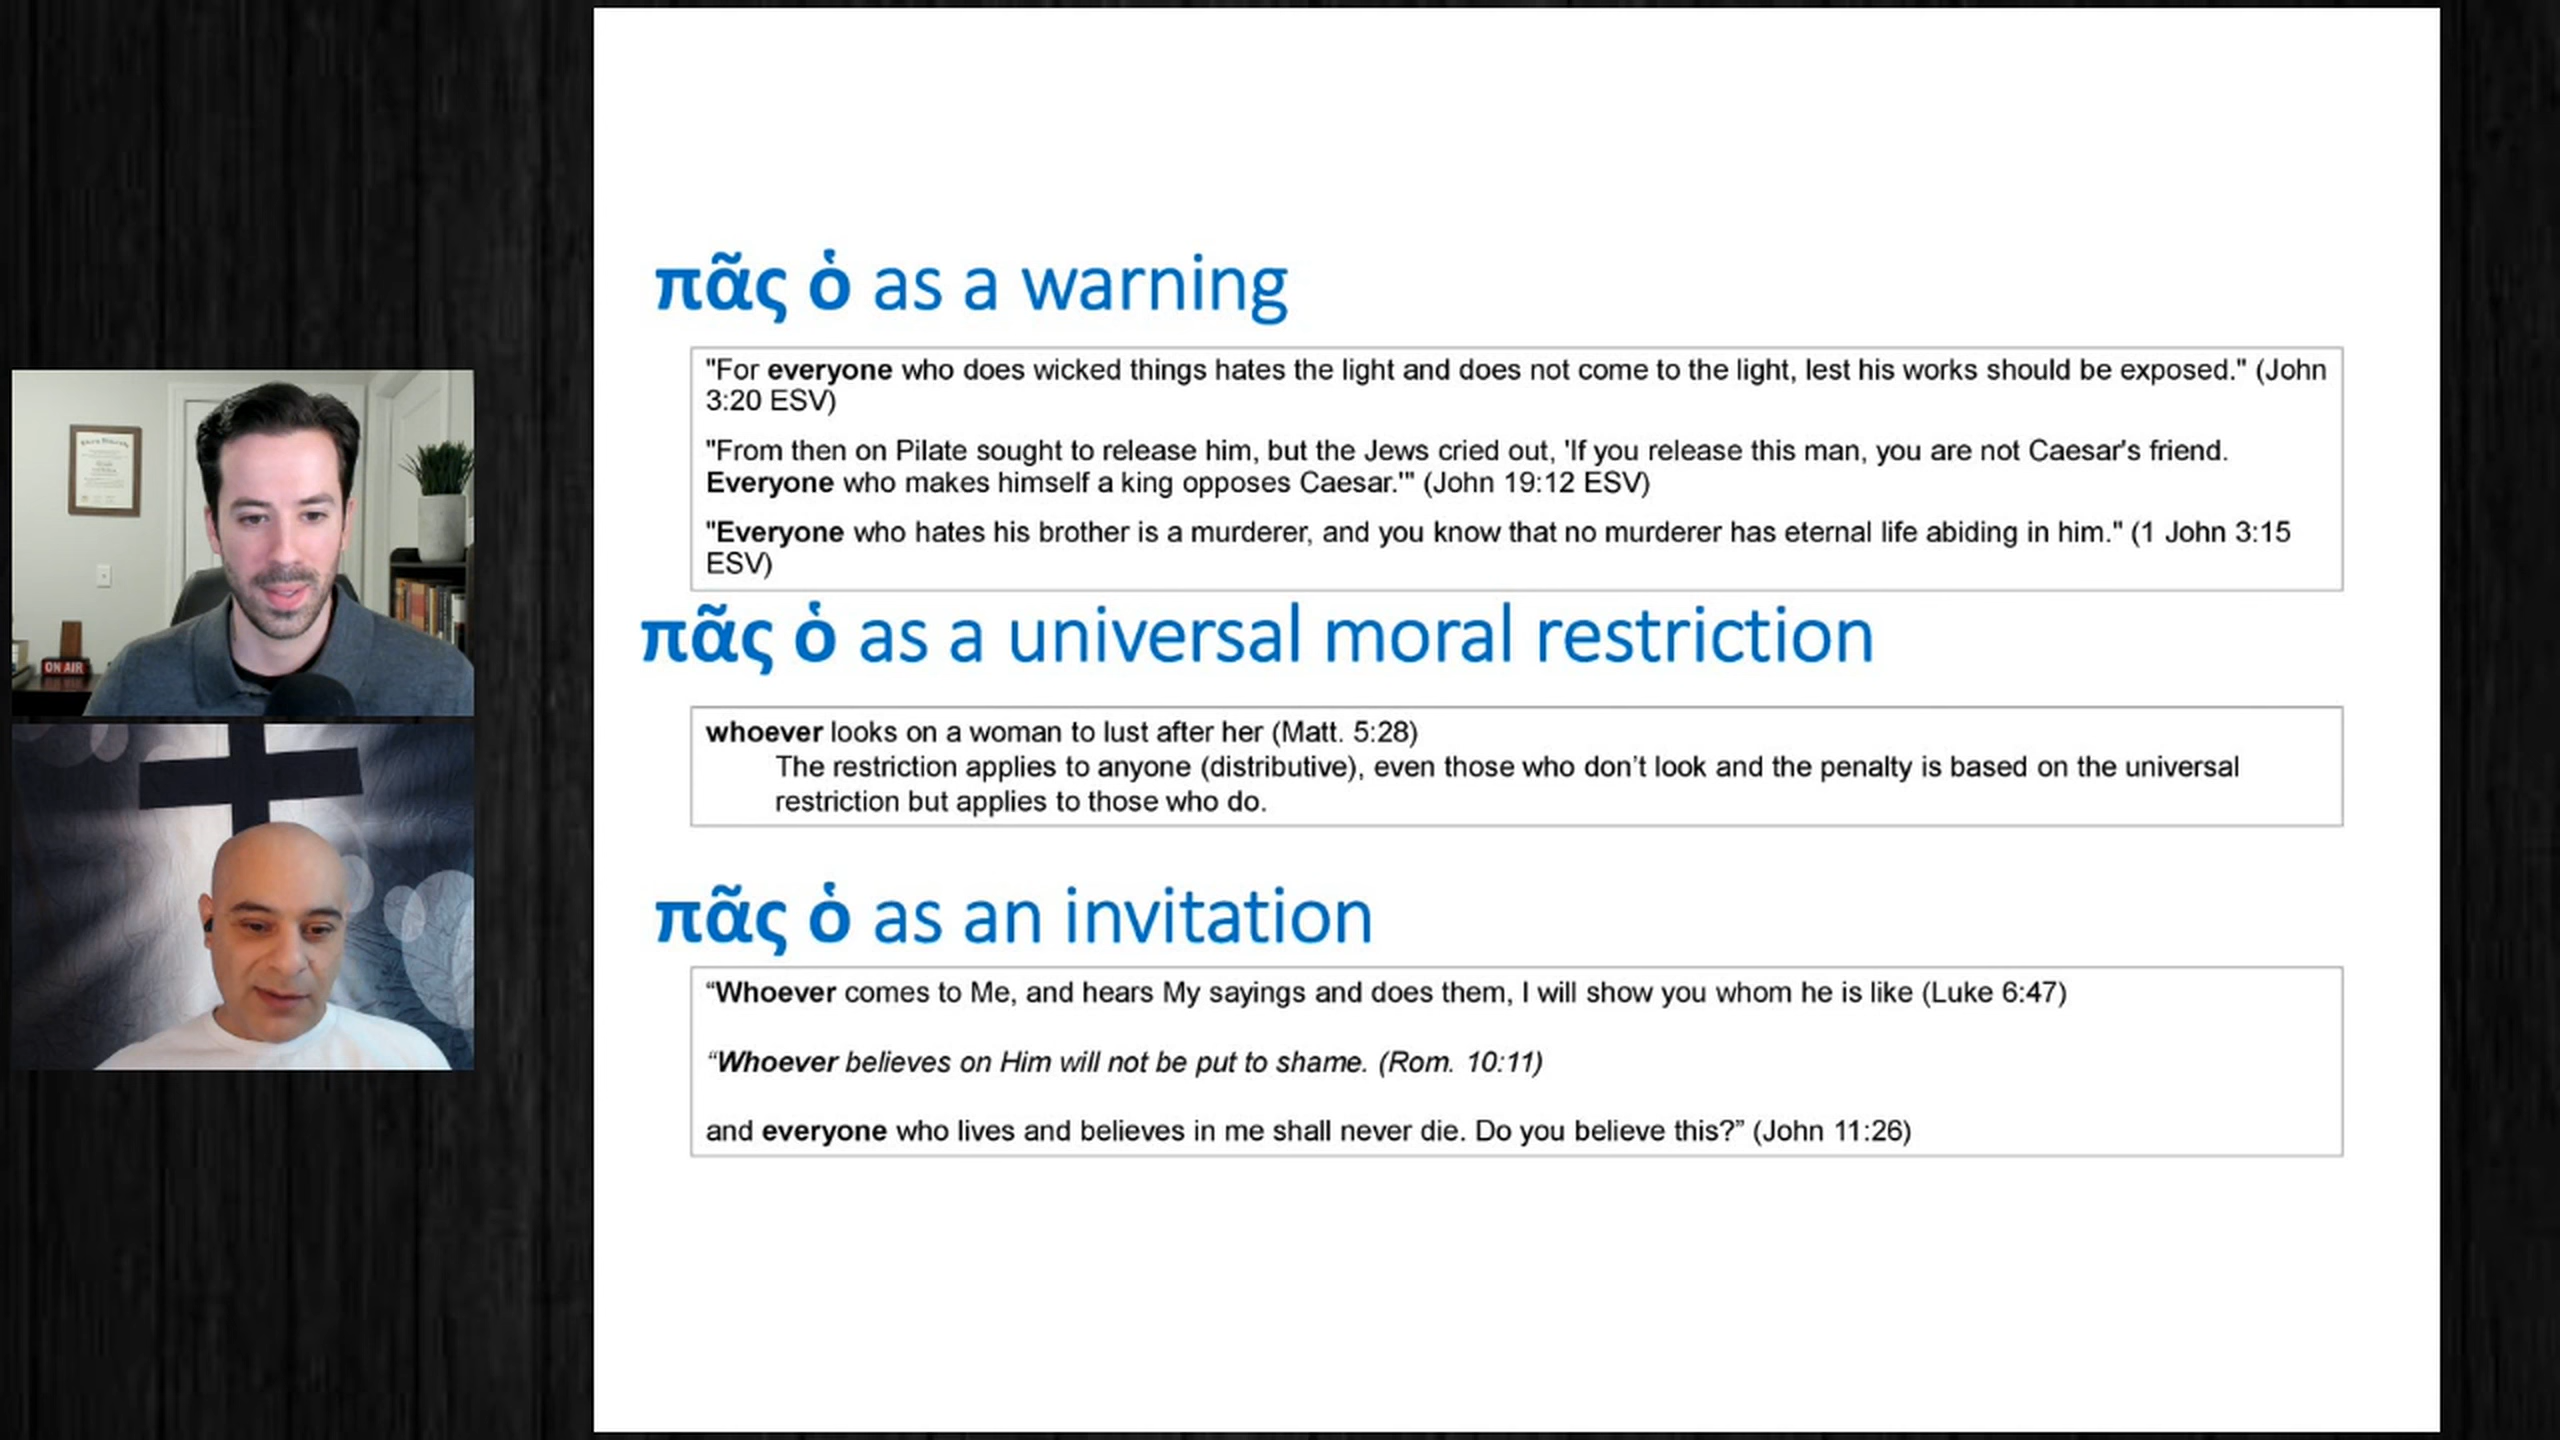 πᾶς ὁ as a warning
"For everyone who does wicked things hates the light and does not come to the light, lest his works should be exposed." (John
3:20 ESV)
"From then on Pilate sought to release him, but the Jews cried out, 'If you release this man, you are not Caesar's friend.
Everyone who makes himself a king opposes Caesar.'" (John 19:12 ESV)
"Everyone who hates his brother is a murderer, and you know that no murderer has eternal life abiding in him." (1 John 3:15
ESV)
πᾶς ὁ as a universal moral restriction
whoever looks on a woman to lust after her (Matt. 5:28)
The restriction applies to anyone (distributive), even those who don’t look and the penalty is based on the universal
restriction but applies to those who do.
πᾶς ὁ as an invitation
“Whoever comes to Me, and hears My sayings and does them, I will show you whom he is like (Luke 6:47)
“Whoever believes on Him will not be put to shame. (Rom. 10:11)
and everyone who lives and believes in me shall never die. Do you believe this?” (John 11:26)
ON AIR